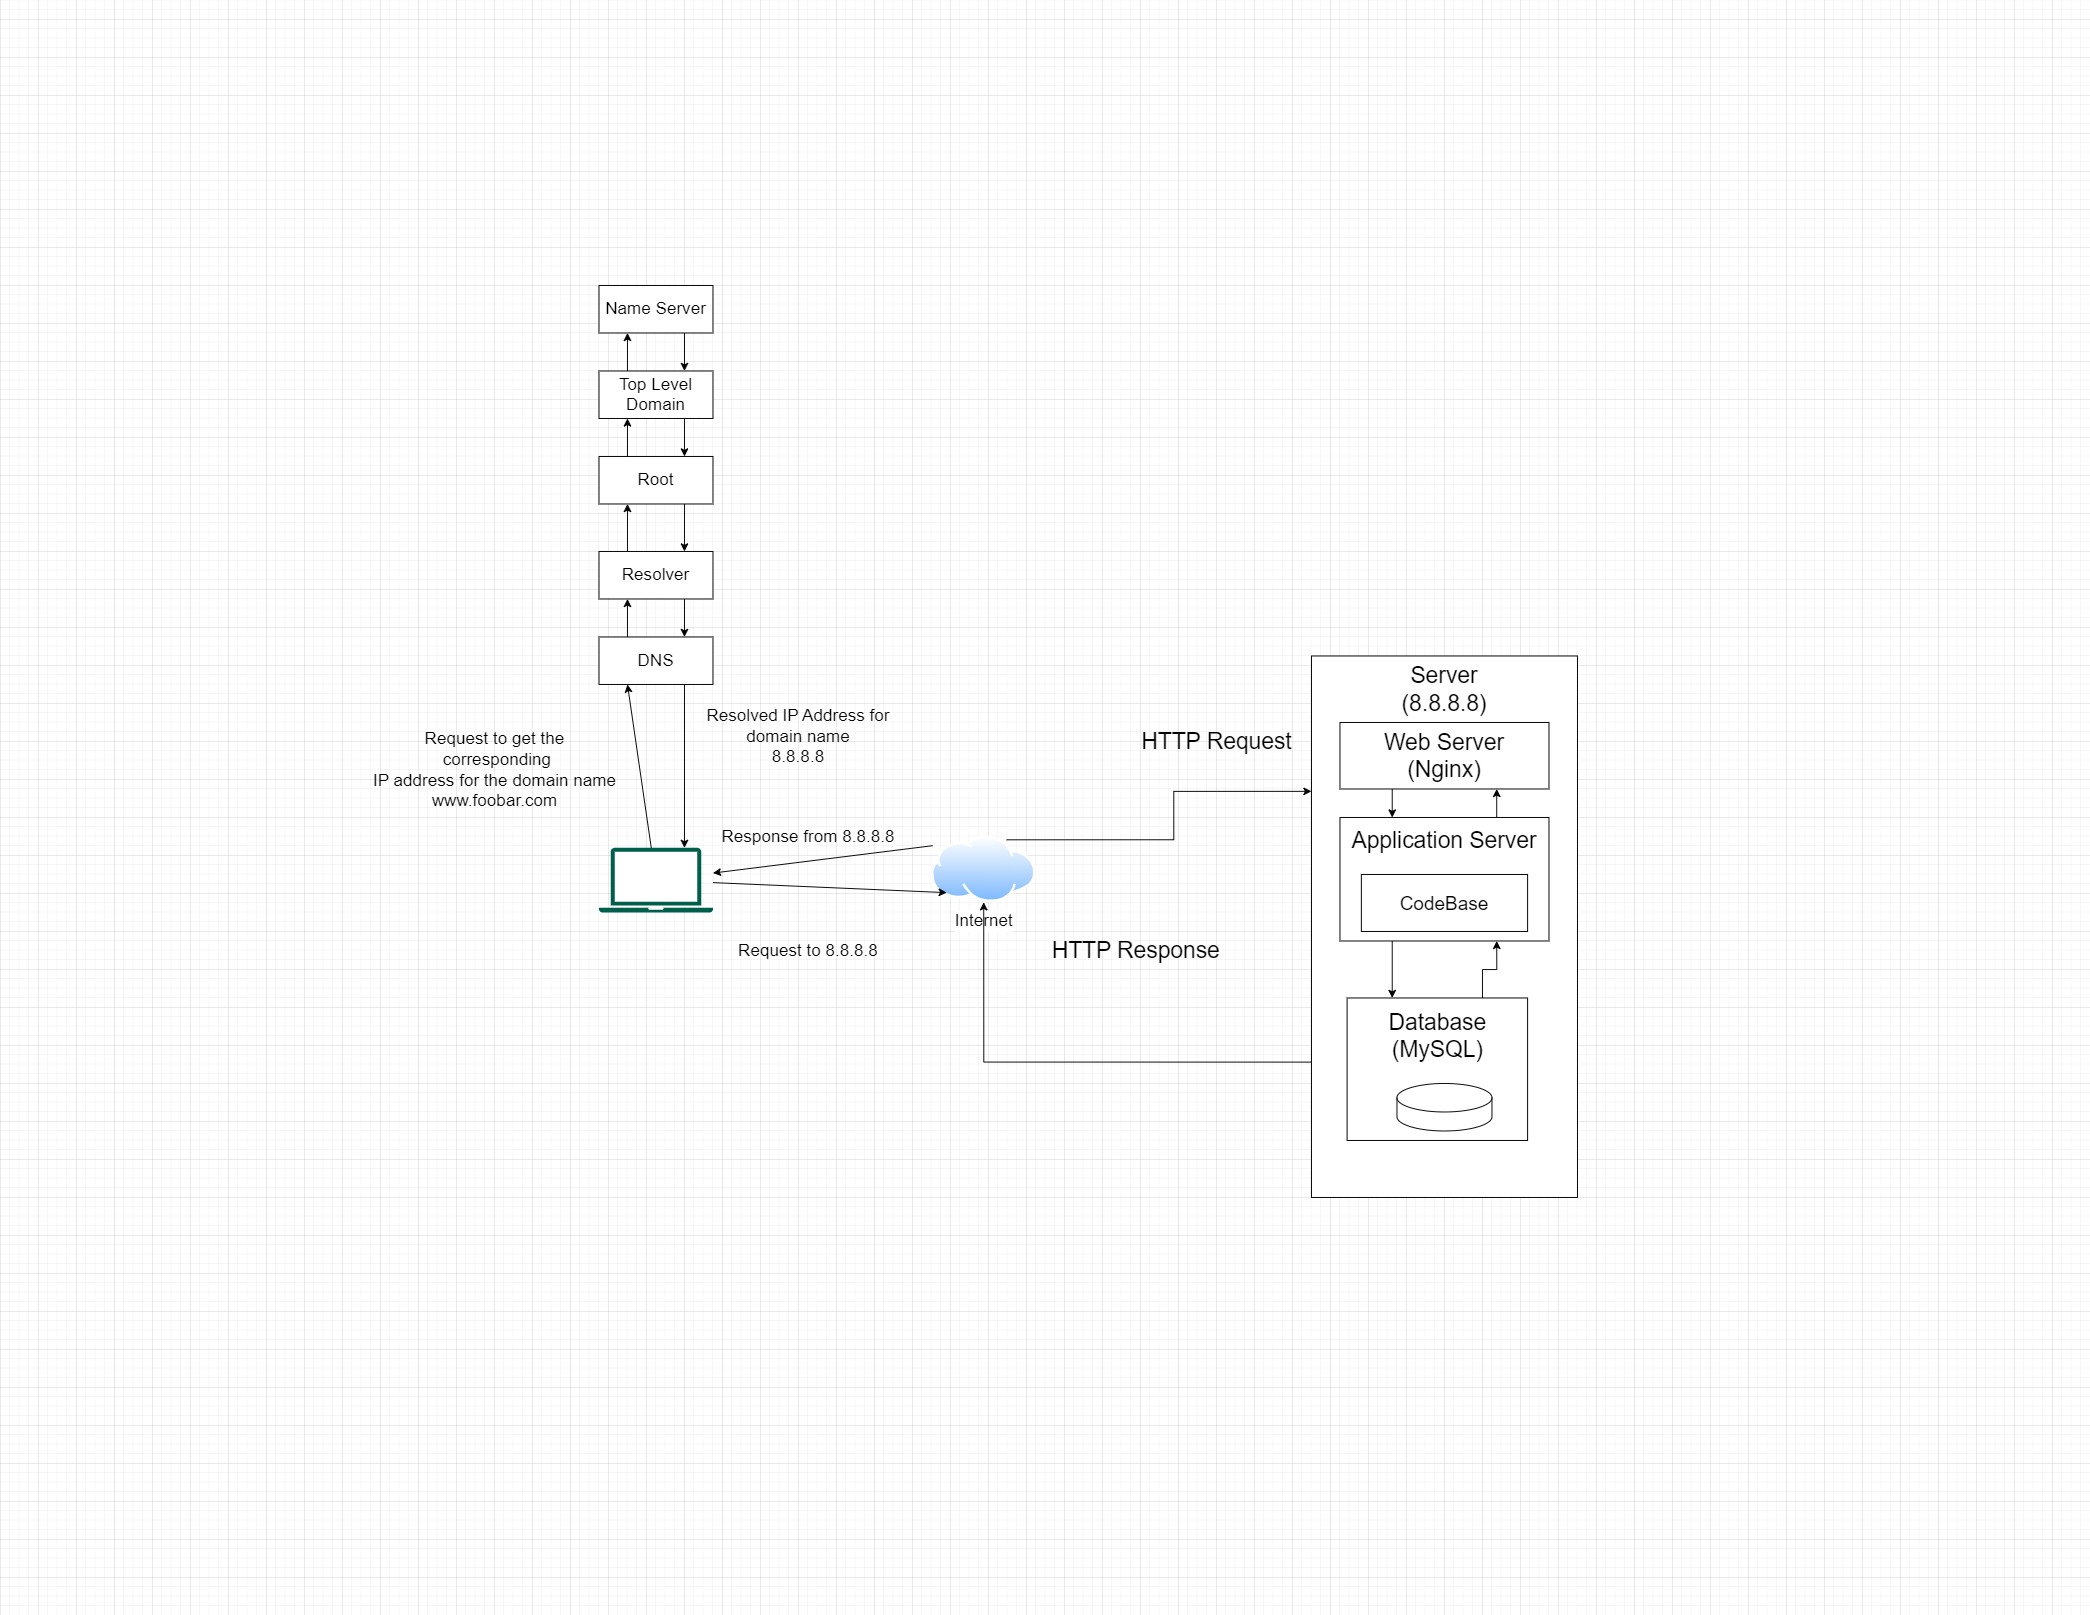 Name Server
Top Level
Domain
Root
Resolver
DNS
Request to get the
corresponding
IP address for the domain name
www.foobar.com
Resolved IP Address for
domain name
8.8.8.8
Response from 8.8.8.8
Request to 8.8.8.8
Internet
HTTP Request
HTTP Response
Server
(8.8.8.8)
Web Server
(Nginx)
Application Server
CodeBase
Database
(MySQL)